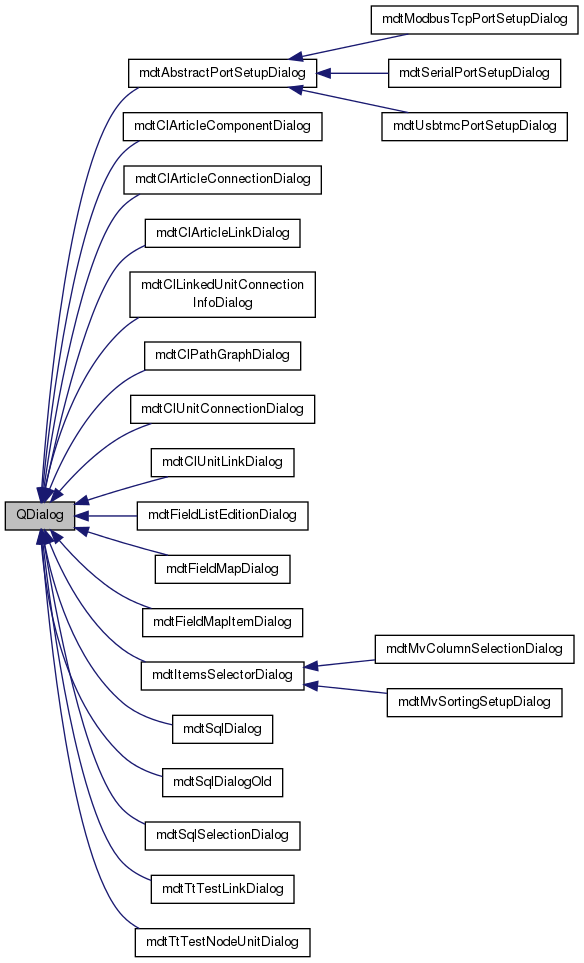 mdtModbusTcpPortSetupDialog
mdtAbstractPortSetupDialog
mdtSerialPortSetupDialog
mdtUsbtmcPortSetupDialog
mdtClArticleComponentDialog
mdtClArticleConnectionDialog
mdtClArticleLinkDialog
mdtClLinkedUnitConnection
InfoDialog
mdtClPathGraphDialog
mdtClUnitConnectionDialog
mdtClUnitLinkDialog
QDialog
mdtFieldListEditionDialog
mdtFieldMapDialog
mdtFieldMapItemDialog
mdtItemsSelectorDialog
mdtMvColumnSelectionDialog
mdtMvSortingSetupDialog
mdtSqlDialog
mdtSqlDialogOld
mdtSqlSelectionDialog
mdtTtTestLinkDialog
mdtTtTestNodeUnitDialog